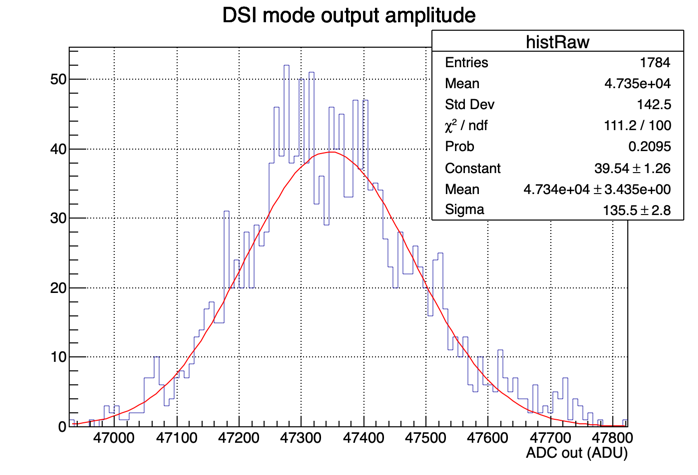 DSI mode output amplitude
histRaw
Entries 1784
Mean 4.735e+04
Std Dev 142.5
χ² / ndf 111.2 / 100
Prob 0.2095
Constant 39.54 ± 1.26
Mean 4.734e+04 ± 3.435e+00
Sigma 135.5 ± 2.8
50
40
30
20
10
0
47000 47100 47200 47300 47400 47500 47600 47700 47800
ADC out (ADU)